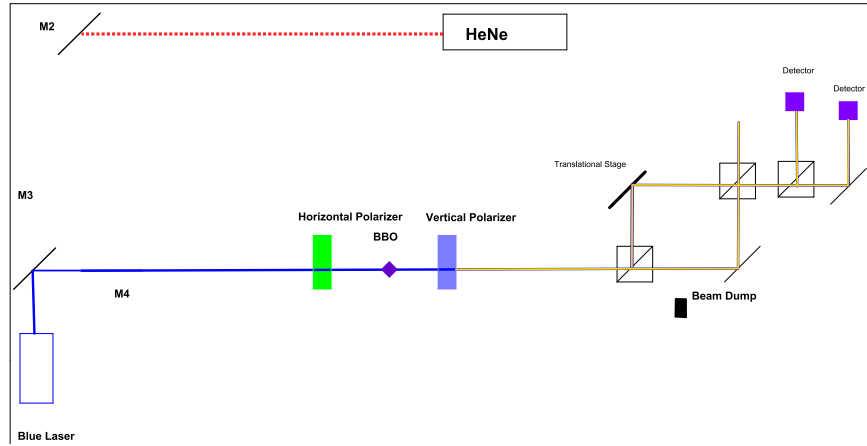 M2
HeNe
Detector
Detector
Translational Stage
M3
Horizontal Polarizer
Vertical Polarizer
BBO
M4
Beam Dump
Blue Laser